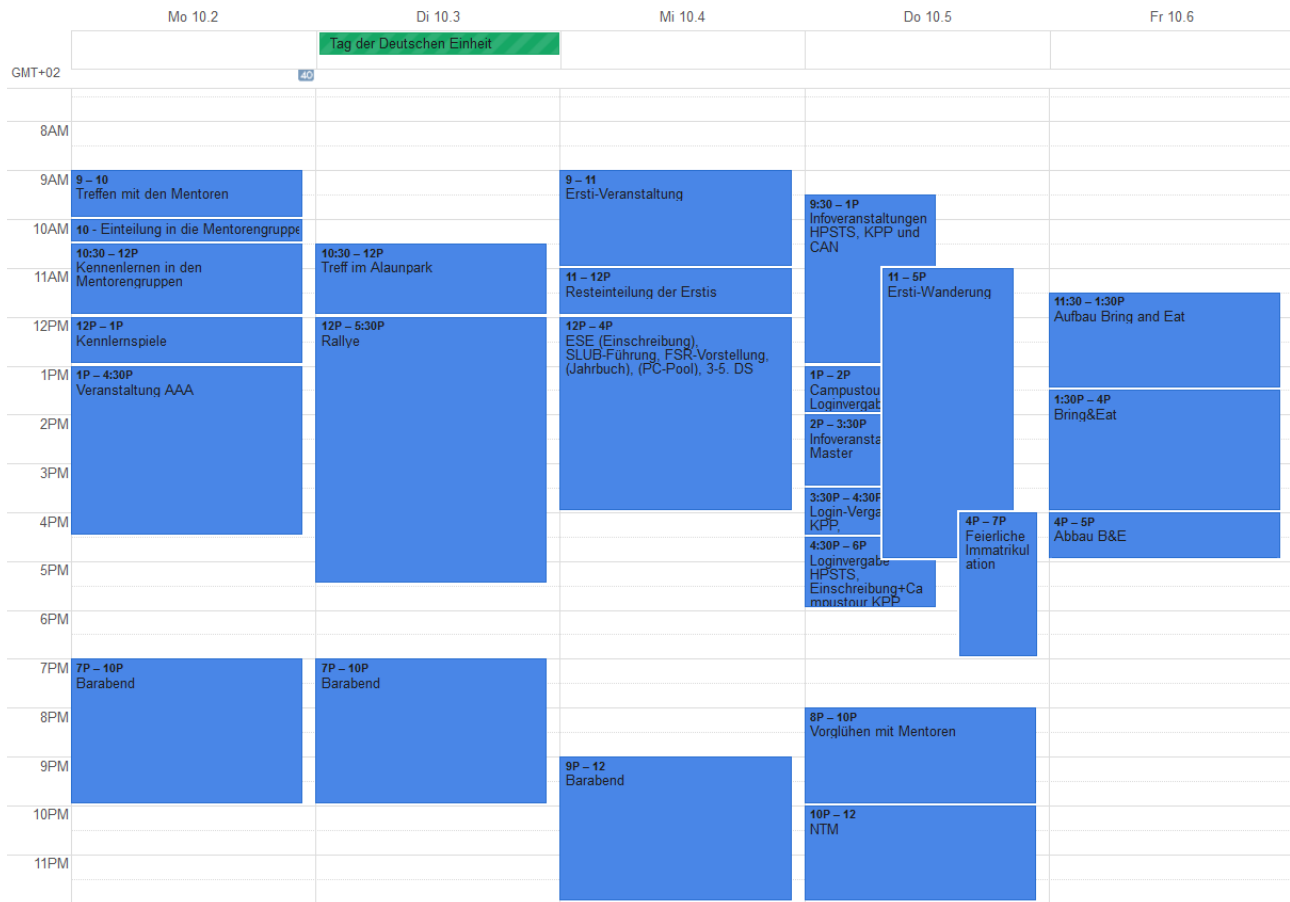 Mo 10.2
Di 10.3
Mi 10.4
Do 10.5
Fr 10.6
Tag der Deutschen Einheit
GMT+02
40
8AM
9AM
10AM
11AM
12PM
1PM
2PM
3PM
4PM
5PM
6PM
7PM
8PM
9PM
10PM
11PM
9 – 10
Treffen mit den Mentoren
10 - Einteilung in die Mentorengruppe
10:30 – 12P
Kennenlernen in den
Mentorengruppen
12P – 1P
Kennlernspiele
1P – 4:30P
Veranstaltung AAA
7P – 10P
Barabend
10:30 – 12P
Treff im Alaunpark
12P – 5:30P
Rallye
7P – 10P
Barabend
9 – 11
Ersti-Veranstaltung
11 – 12P
Resteinteilung der Erstis
12P – 4P
ESE (Einschreibung),
SLUB-Führung, FSR-Vorstellung,
(Jahrbuch), (PC-Pool), 3-5. DS
9P – 12
Barabend
9:30 – 1P
Infoveranstaltungen
HPSTS, KPP und
CAN
11 – 5P
Ersti-Wanderung
1P – 2P
Campustou
Loginvergab
2P – 3:30P
Infoveransta
Master
3:30P – 4:30P
Login-Verga
KPP,
4:30P – 6P
Loginvergabe
HPSTS,
Einschreibung+Ca
mpustour KPP
4P – 7P
Feierliche
Immatrikul
ation
8P – 10P
Vorglühen mit Mentoren
10P – 12
NTM
11:30 – 1:30P
Aufbau Bring and Eat
1:30P – 4P
Bring&Eat
4P – 5P
Abbau B&E